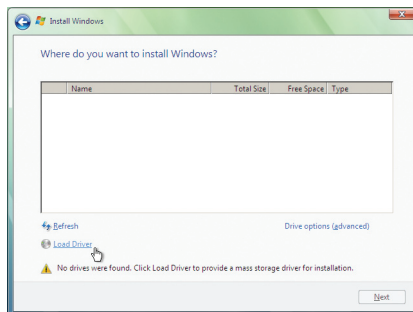 Install Windows
Where do you want to install Windows?
Name Total Size Free Space Type
Refresh Drive options (advanced)
Load Driver
No drives were found. Click Load Driver to provide a mass storage driver for installation.
Next